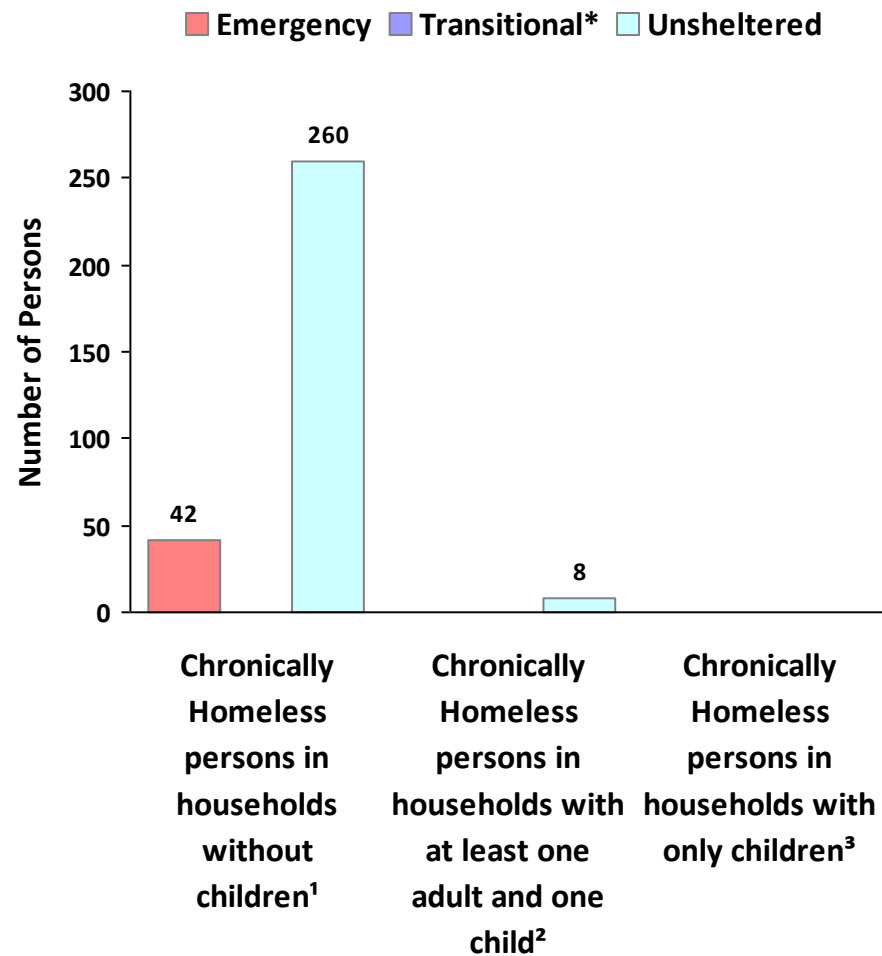 Emergency Transitional* Unsheltered
300
250
200
150
100
50
0
Number of Persons
42
260
8
Chronically
Homeless
persons in
households
without
children¹
Chronically
Homeless
persons in
households with
at least one
adult and one
child²
Chronically
Homeless
persons in
households with
only children³